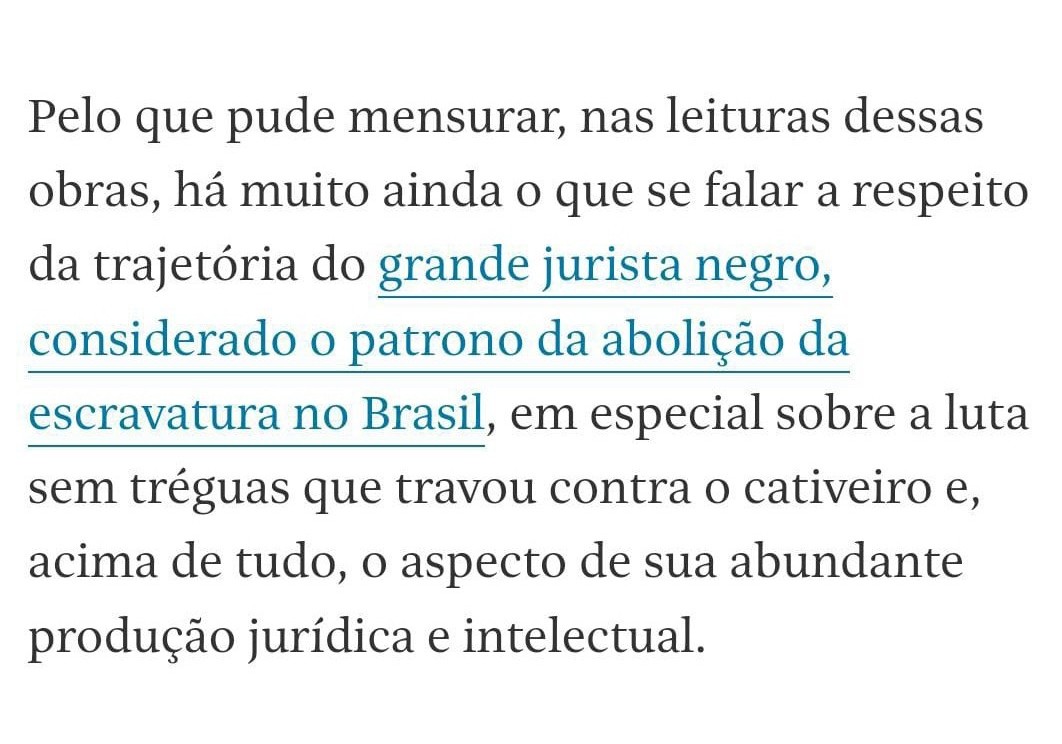 Pelo que pude mensurar, nas leituras dessas
obras, há muito ainda o que se falar a respeito
da trajetória do grande jurista negro,
considerado o patrono da abolição da
escravatura no Brasil, em especial sobre a luta
sem tréguas que travou contra o cativeiro e,
acima de tudo, o aspecto de sua abundante
produção jurídica e intelectual.